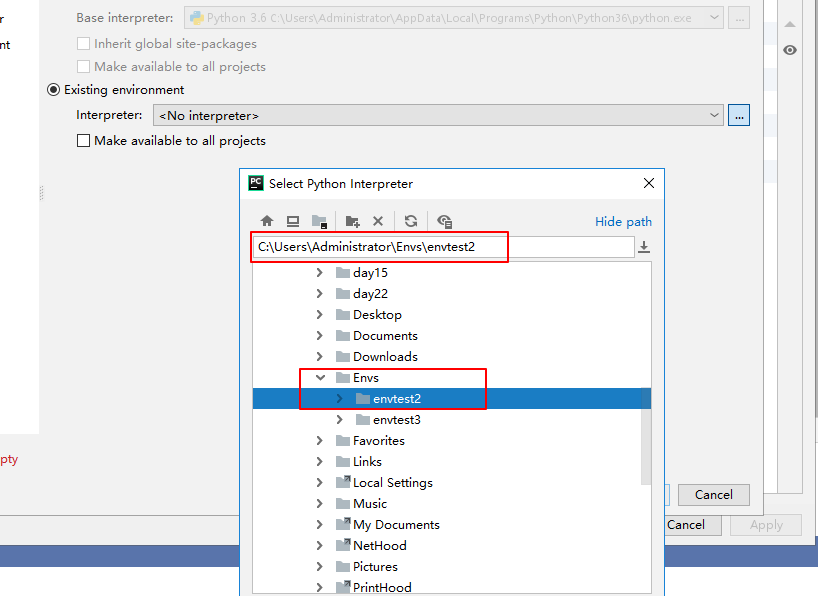 r
Base interpreter: Python 3.6 C:\Users\Administrator\AppData\Local\Programs\Python\Python36\python.exe ...
nt
Inherit global site-packages
Make available to all projects
Existing environment
Interpreter: <No interpreter> ...
Make available to all projects
PC Select Python Interpreter
Hide path
C:\Users\Administrator\Envs\envtest2
day15
day22
Desktop
Documents
Downloads
Envs
envtest2
envtest3
Favorites
pty
Links
Local Settings
Music
Cancel
My Documents
Cancel Apply
NetHood
Pictures
PrintHood